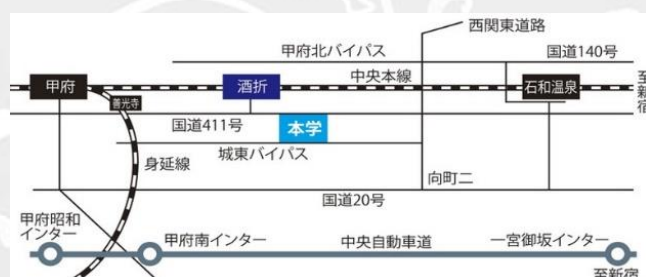 西関東道路
甲府北バイパス
国道140号
甲府
酒折
中央本線
石和温泉
至新宿
善光寺
国道411号
本学
城東バイパス
身延線
向町二
国道20号
甲府昭和
インター
甲府南インター
中央自動車道
一宮御坂インター
至新宿